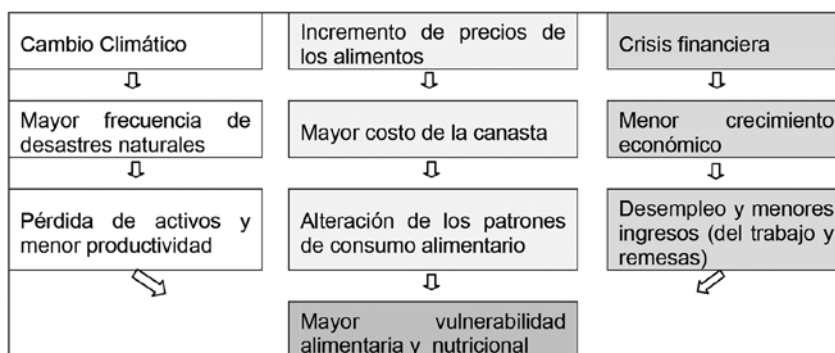 Cambio Climático
Incremento de precios de
los alimentos
Crisis financiera
Mayor frecuencia de
desastres naturales
Mayor costo de la canasta
Menor crecimiento
económico
Pérdida de activos y
menor productividad
Alteración de los patrones
de consumo alimentario
Desempleo y menores
ingresos (del trabajo y
remesas)
Mayor vulnerabilidad
alimentaria y nutricional